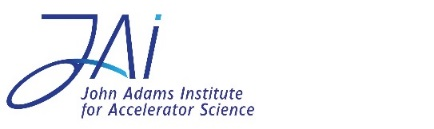 JAi
John Adams Institute
for Accelerator Science